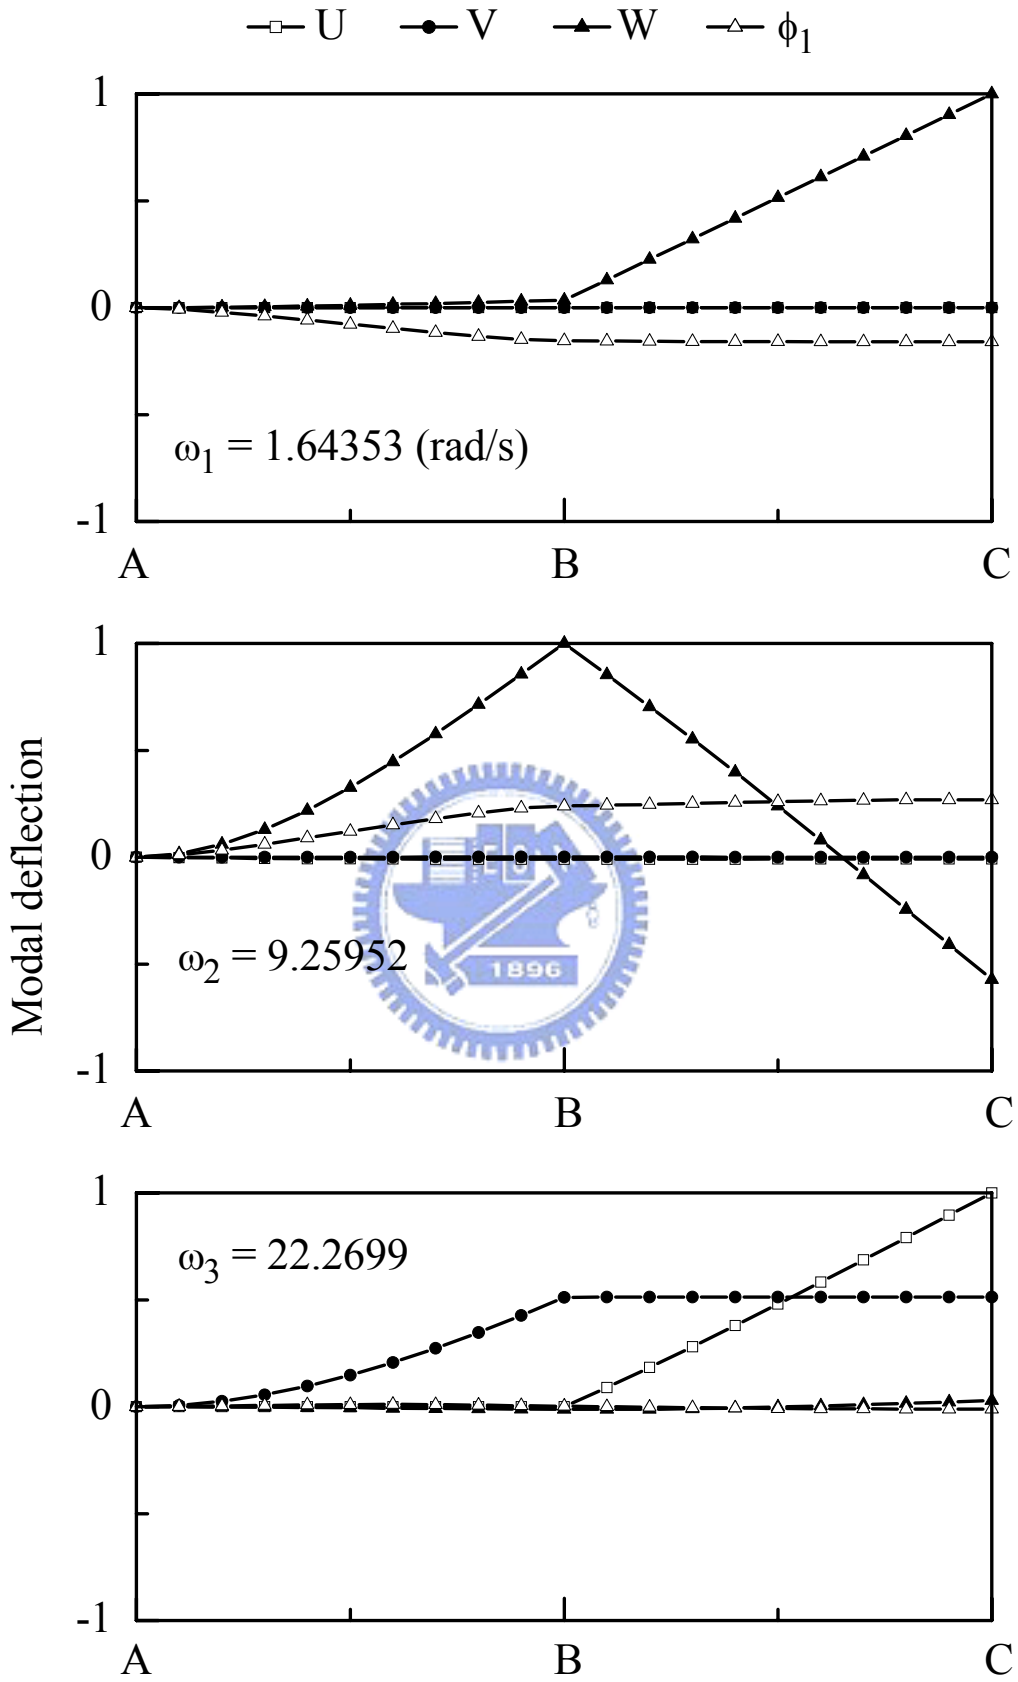 U V W ϕ₁
1
0
-1
ω₁ = 1.64353 (rad/s)
A B C
Modal deflection
1
0
-1
ω₂ = 9.25952
1896
A B C
1
0
-1
ω₃ = 22.2699
A B C